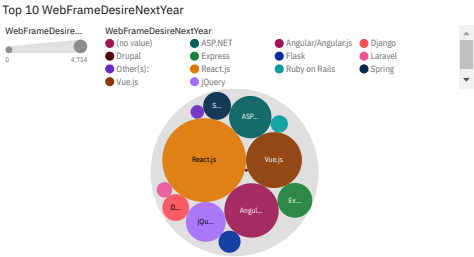 Top 10 WebFrameDesireNextYear
WebFrameDesire...
0
4,714
WebFrameDesireNextYear
(no value)
ASP.NET
Angular/Angular.js
Django
Drupal
Express
Flask
Laravel
Other(s):
React.js
Ruby on Rails
Spring
Vue.js
jQuery
S...
ASP...
React.js
Vue.js
Ex...
Angul...
D...
jQu...